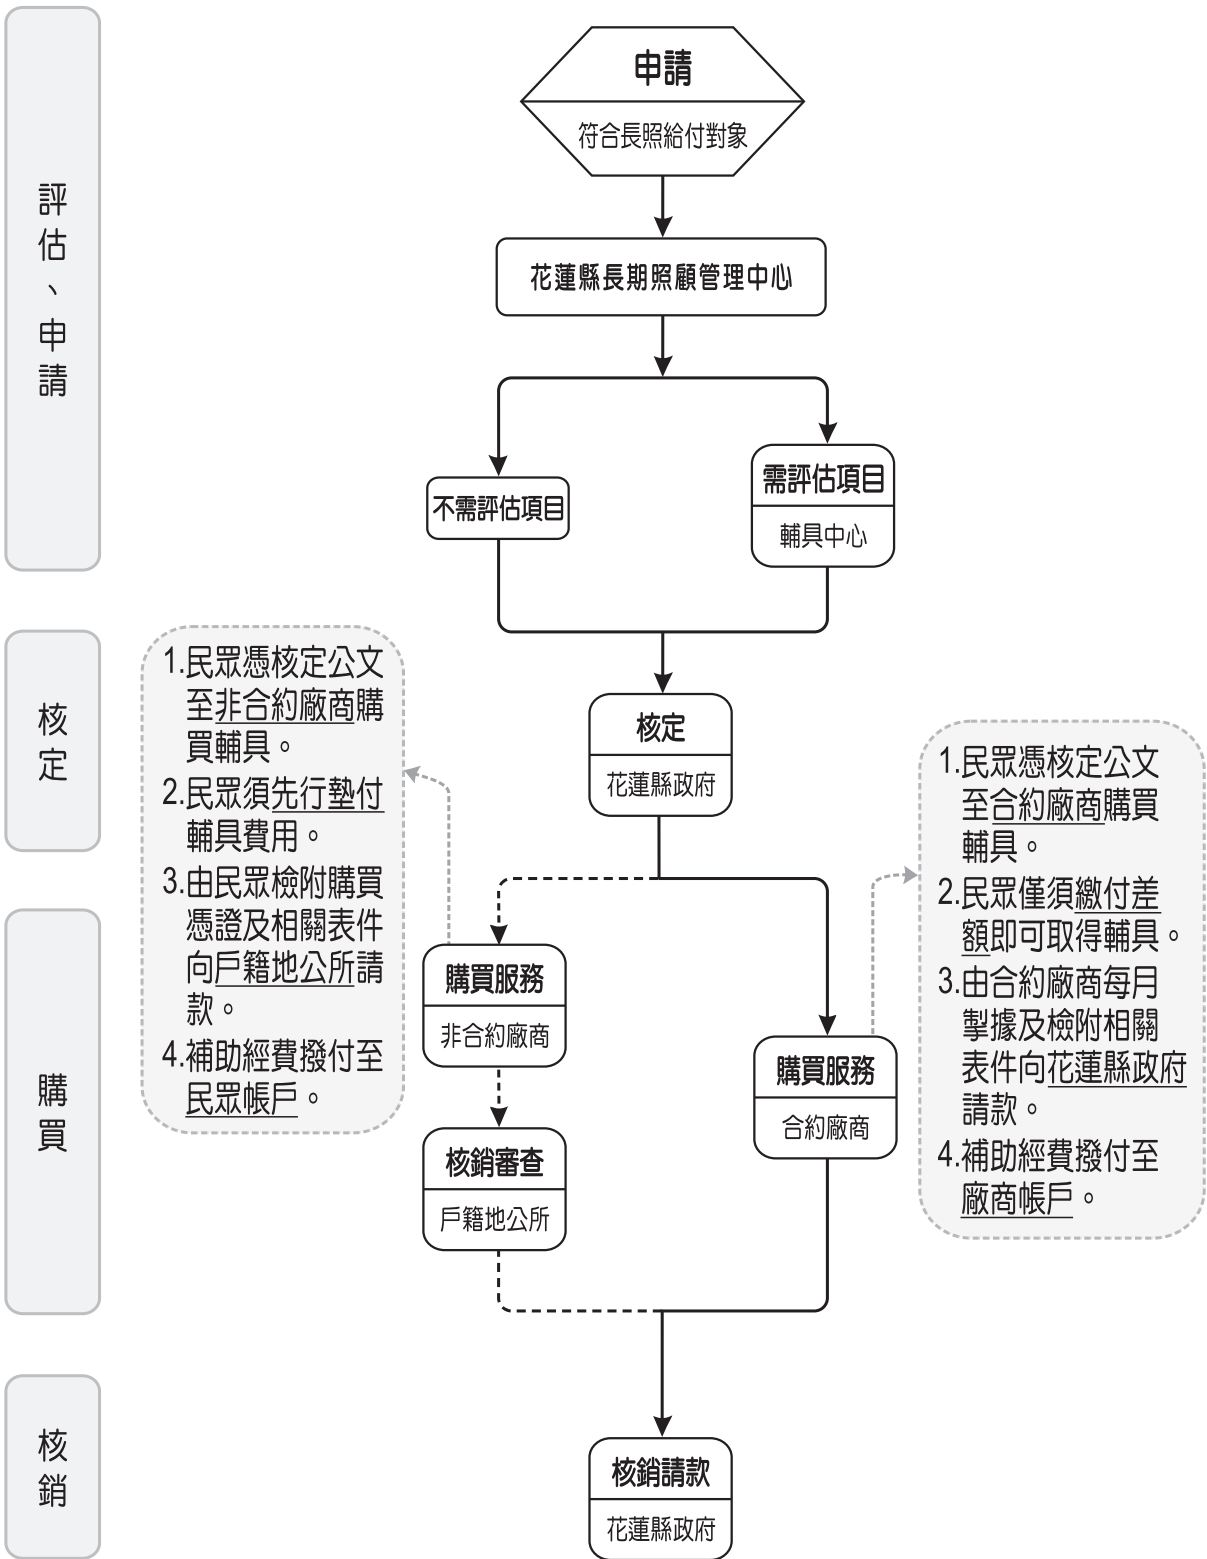 評估、申請
申請
符合長照給付對象
花蓮縣長期照顧管理中心
不需評估項目
需評估項目
輔具中心
核定
核定
花蓮縣政府
1.民眾憑核定公文
至非合約廠商購
買輔具。
2.民眾須先行墊付
輔具費用。
3.由民眾檢附購買
憑證及相關表件
向戶籍地公所請
款。
4.補助經費撥付至
民眾帳戶。
1.民眾憑核定公文
至合約廠商購買
輔具。
2.民眾僅須繳付差
額即可取得輔具。
3.由合約廠商每月
掣據及檢附相關
表件向花蓮縣政府
請款。
4.補助經費撥付至
廠商帳戶。
購買
購買服務
非合約廠商
購買服務
合約廠商
核銷審查
戶籍地公所
核銷
核銷請款
花蓮縣政府